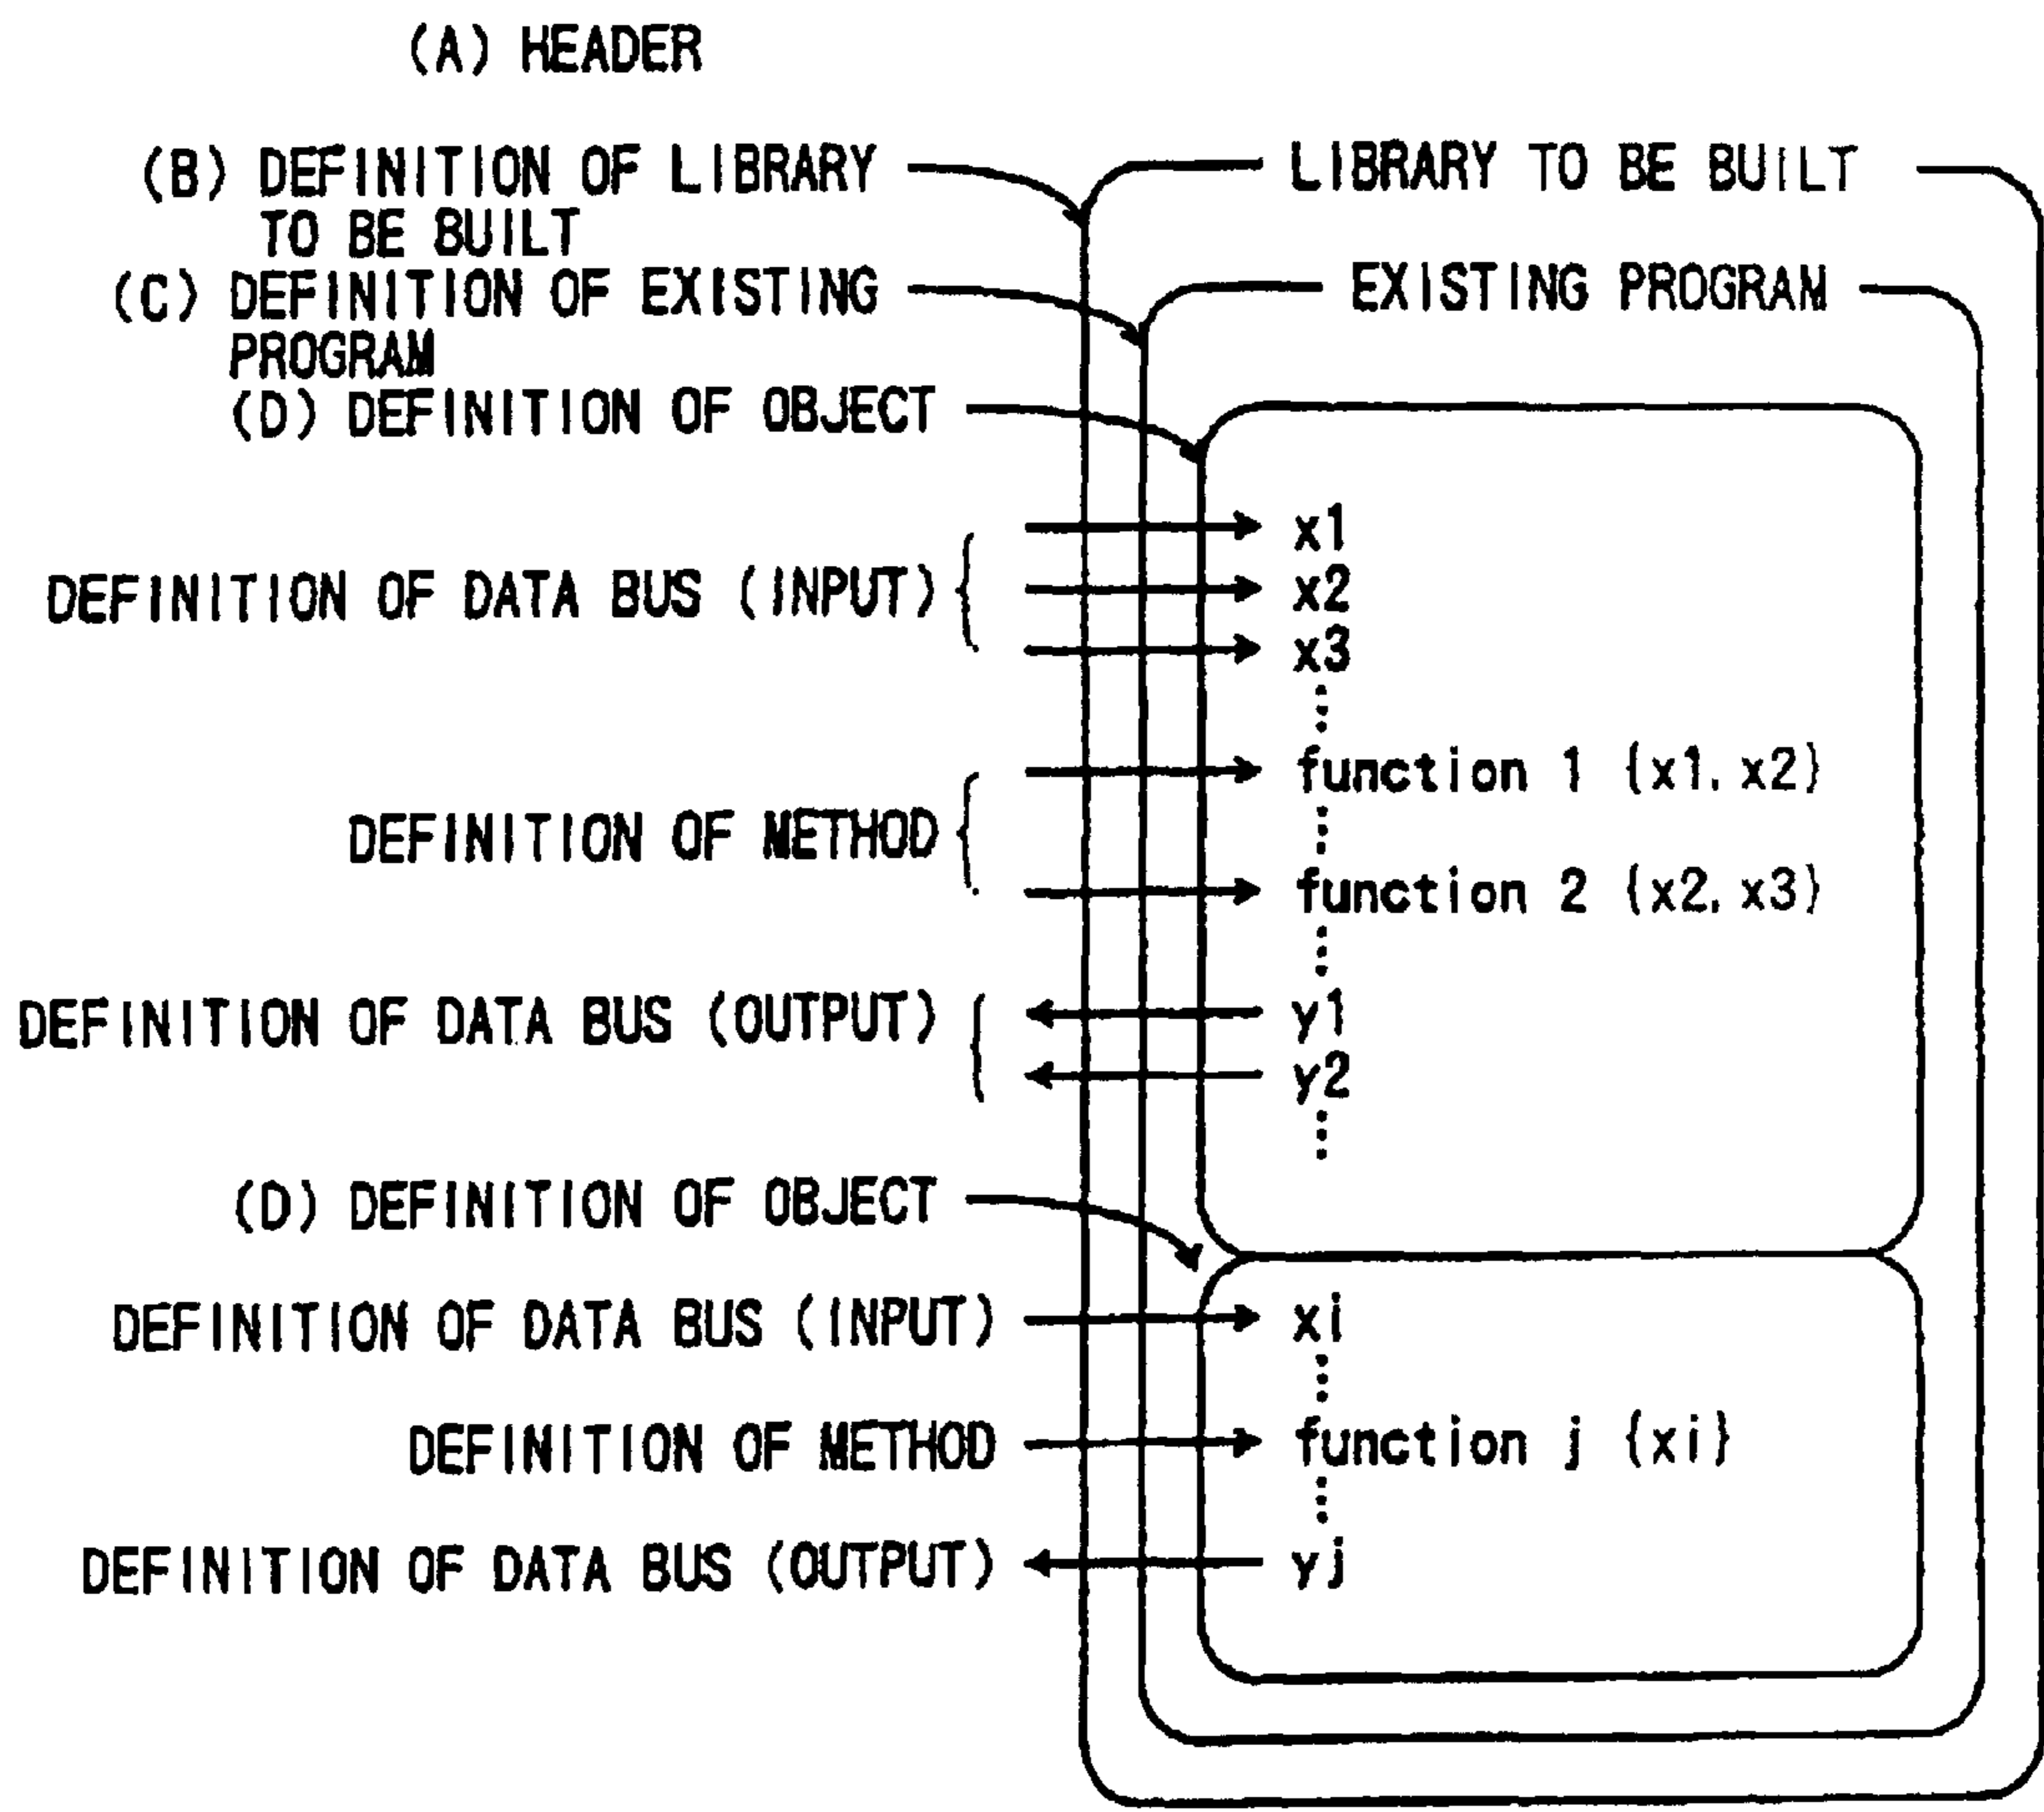 (A) HEADER
(B) DEFINITION OF LIBRARY
TO BE BUILT
LIBRARY TO BE BUILT
(C) DEFINITION OF EXISTING
PROGRAM
EXISTING PROGRAM
(D) DEFINITION OF OBJECT
DEFINITION OF DATA BUS (INPUT)
x1
x2
x3
DEFINITION OF METHOD
function 1 {x1, x2}
function 2 {x2, x3}
DEFINITION OF DATA BUS (OUTPUT)
y1
y2
(D) DEFINITION OF OBJECT
DEFINITION OF DATA BUS (INPUT)
xi
DEFINITION OF METHOD
function j {xi}
DEFINITION OF DATA BUS (OUTPUT)
yj